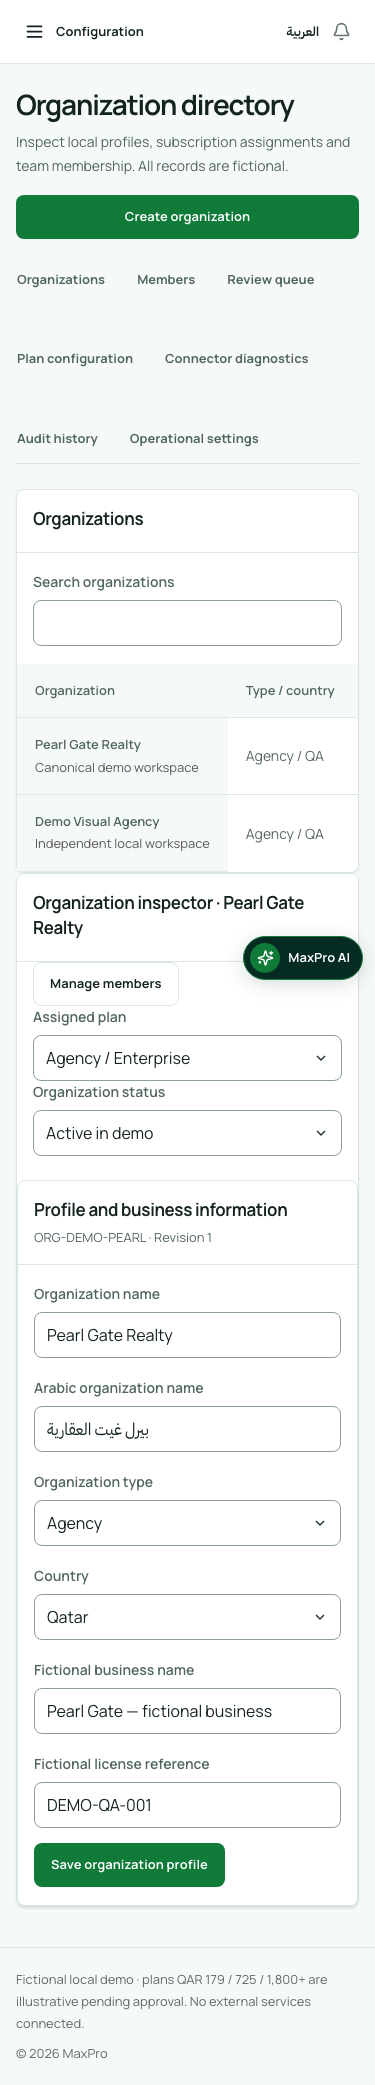 Configuration
العربية
Organization directory
Inspect local profiles, subscription assignments and
team membership. All records are fictional.
Create organization
Organizations Members Review queue
Plan configuration Connector diagnostics
Audit history Operational settings
Organizations
Search organizations
Organization Type / country
Pearl Gate Realty
Canonical demo workspace
Agency / QA
Demo Visual Agency
Independent local workspace
Agency / QA
Organization inspector · Pearl Gate
Realty
MaxPro AI
Manage members
Assigned plan
Agency / Enterprise
Organization status
Active in demo
Profile and business information
ORG-DEMO-PEARL · Revision 1
Organization name
Pearl Gate Realty
Arabic organization name
بيرل غيت العقارية
Organization type
Agency
Country
Qatar
Fictional business name
Pearl Gate — fictional business
Fictional license reference
DEMO-QA-001
Save organization profile
Fictional local demo · plans QAR 179 / 725 / 1,800+ are
illustrative pending approval. No external services
connected.
© 2026 MaxPro